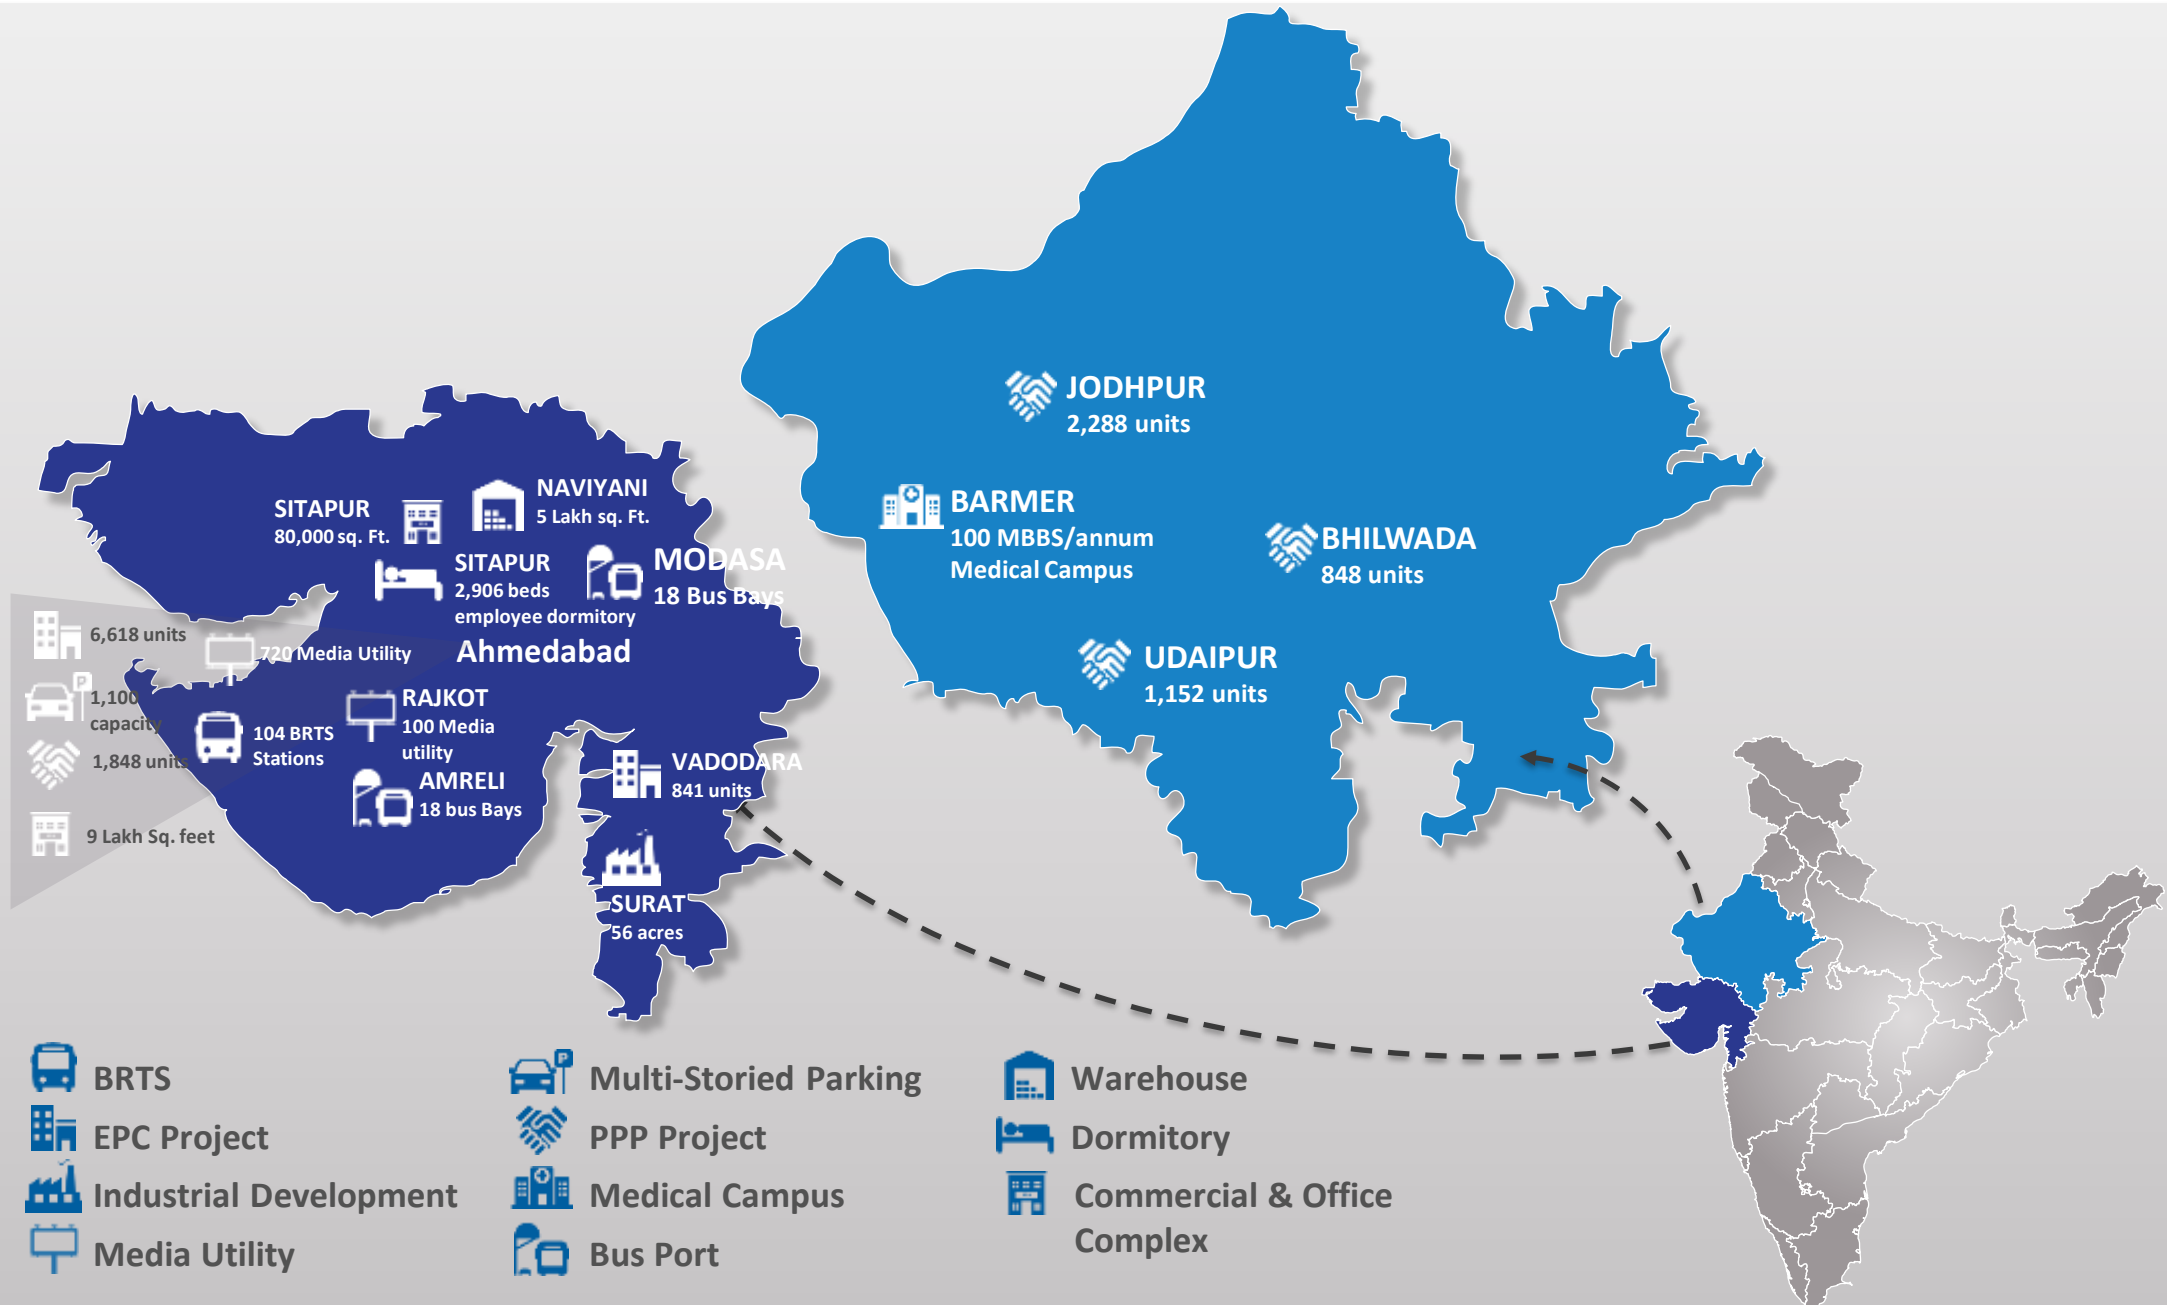 JODHPUR
2,288 units
BARMER
100 MBBS/annum
Medical Campus
BHILWADA
848 units
UDAIPUR
1,152 units
NAVIYANI
5 Lakh sq. Ft.
SITAPUR
80,000 sq. Ft.
SITAPUR
2,906 beds
employee dormitory
MODASA
18 Bus Bays
Ahmedabad
6,618 units
720 Media Utility
1,100
capacity
104 BRTS
Stations
1,848 units
9 Lakh Sq. feet
RAJKOT
100 Media
utility
AMRELI
18 bus Bays
VADODARA
841 units
SURAT
56 acres
BRTS
EPC Project
Industrial Development
Media Utility
P
Multi-Storied Parking
PPP Project
Medical Campus
Bus Port
Warehouse
Dormitory
Commercial & Office
Complex